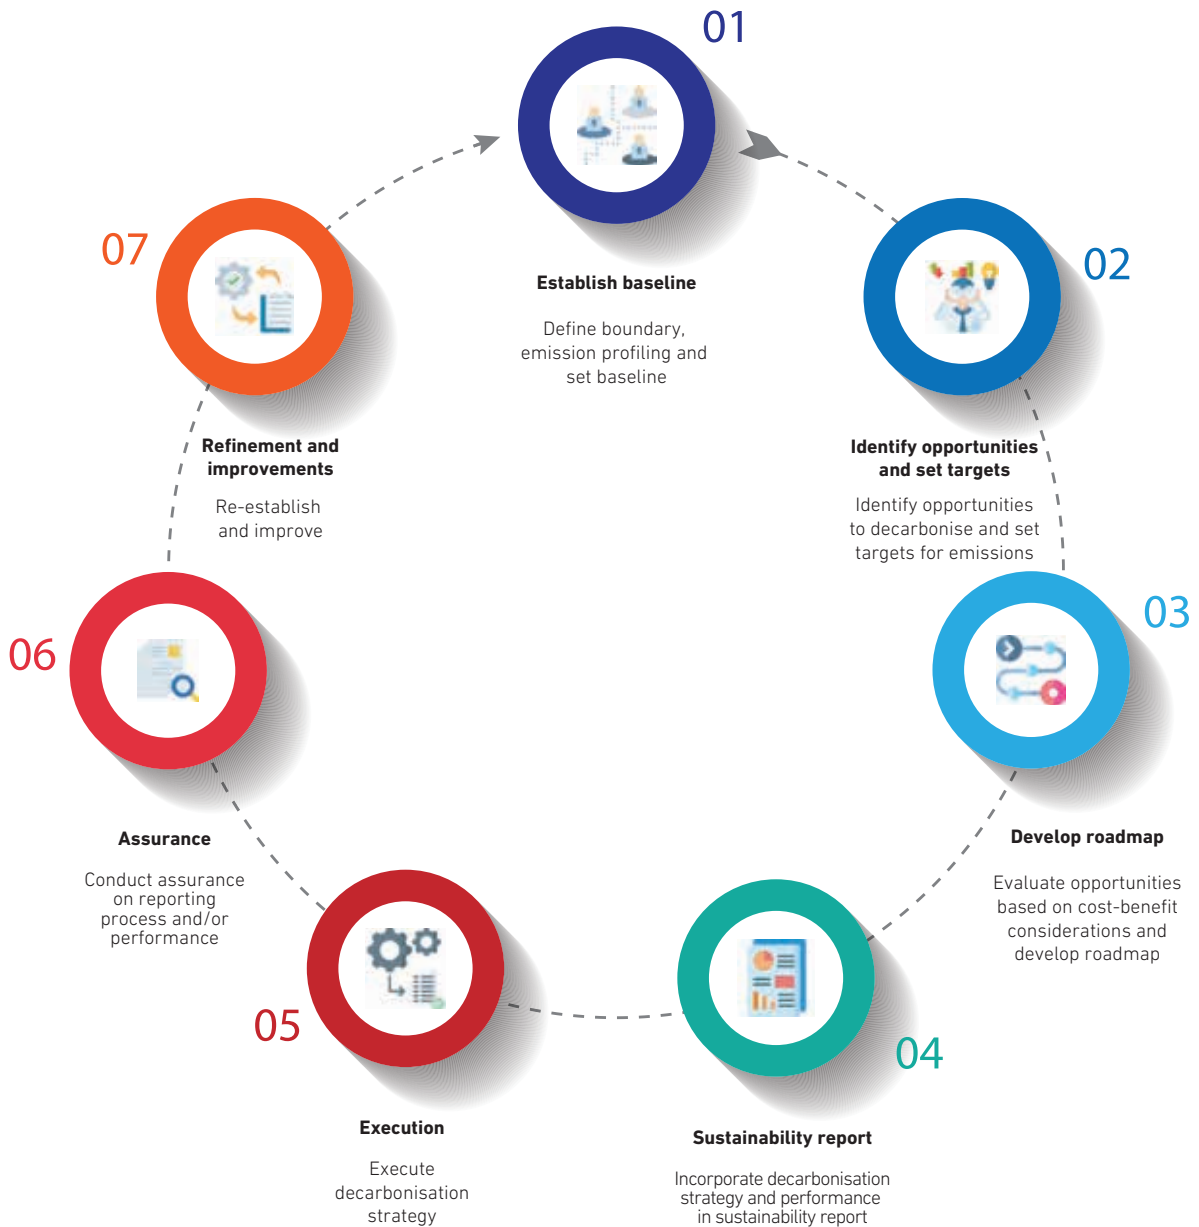 01
Establish baseline
Define boundary,
emission profiling and
set baseline
02
Identify opportunities
and set targets
Identify opportunities
to decarbonise and set
targets for emissions
03
Develop roadmap
Evaluate opportunities
based on cost-benefit
considerations and
develop roadmap
04
Sustainability report
Incorporate decarbonisation
strategy and performance
in sustainability report
05
Execution
Execute
decarbonisation
strategy
06
Assurance
Conduct assurance
on reporting
process and/or
performance
07
Refinement and
improvements
Re-establish
and improve